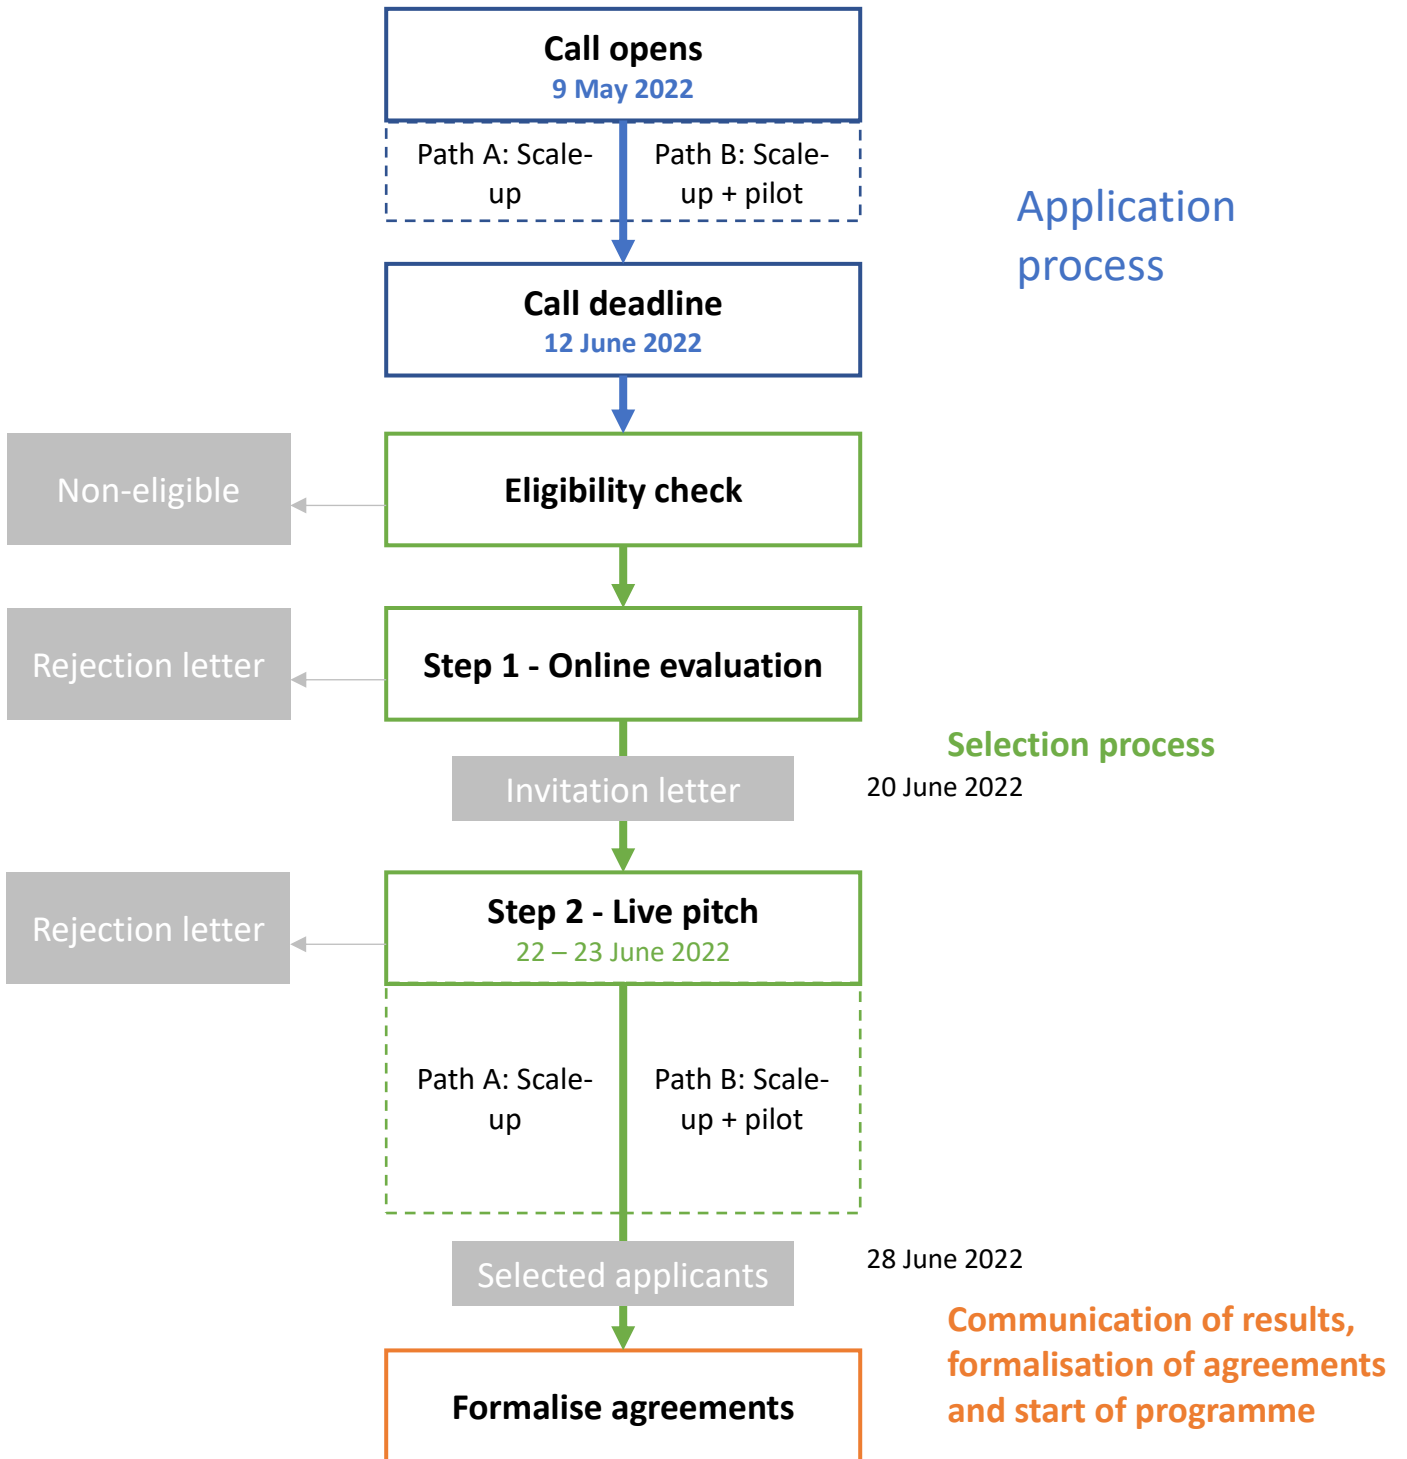 Call opens
9 May 2022
Path A: Scale-
up
Path B: Scale-
up + pilot
Application
process
Call deadline
12 June 2022
Non-eligible
Eligibility check
Rejection letter
Step 1 - Online evaluation
Selection process
Invitation letter
20 June 2022
Rejection letter
Step 2 - Live pitch
22 – 23 June 2022
Path A: Scale-
up
Path B: Scale-
up + pilot
Selected applicants
28 June 2022
Communication of results,
formalisation of agreements
and start of programme
Formalise agreements